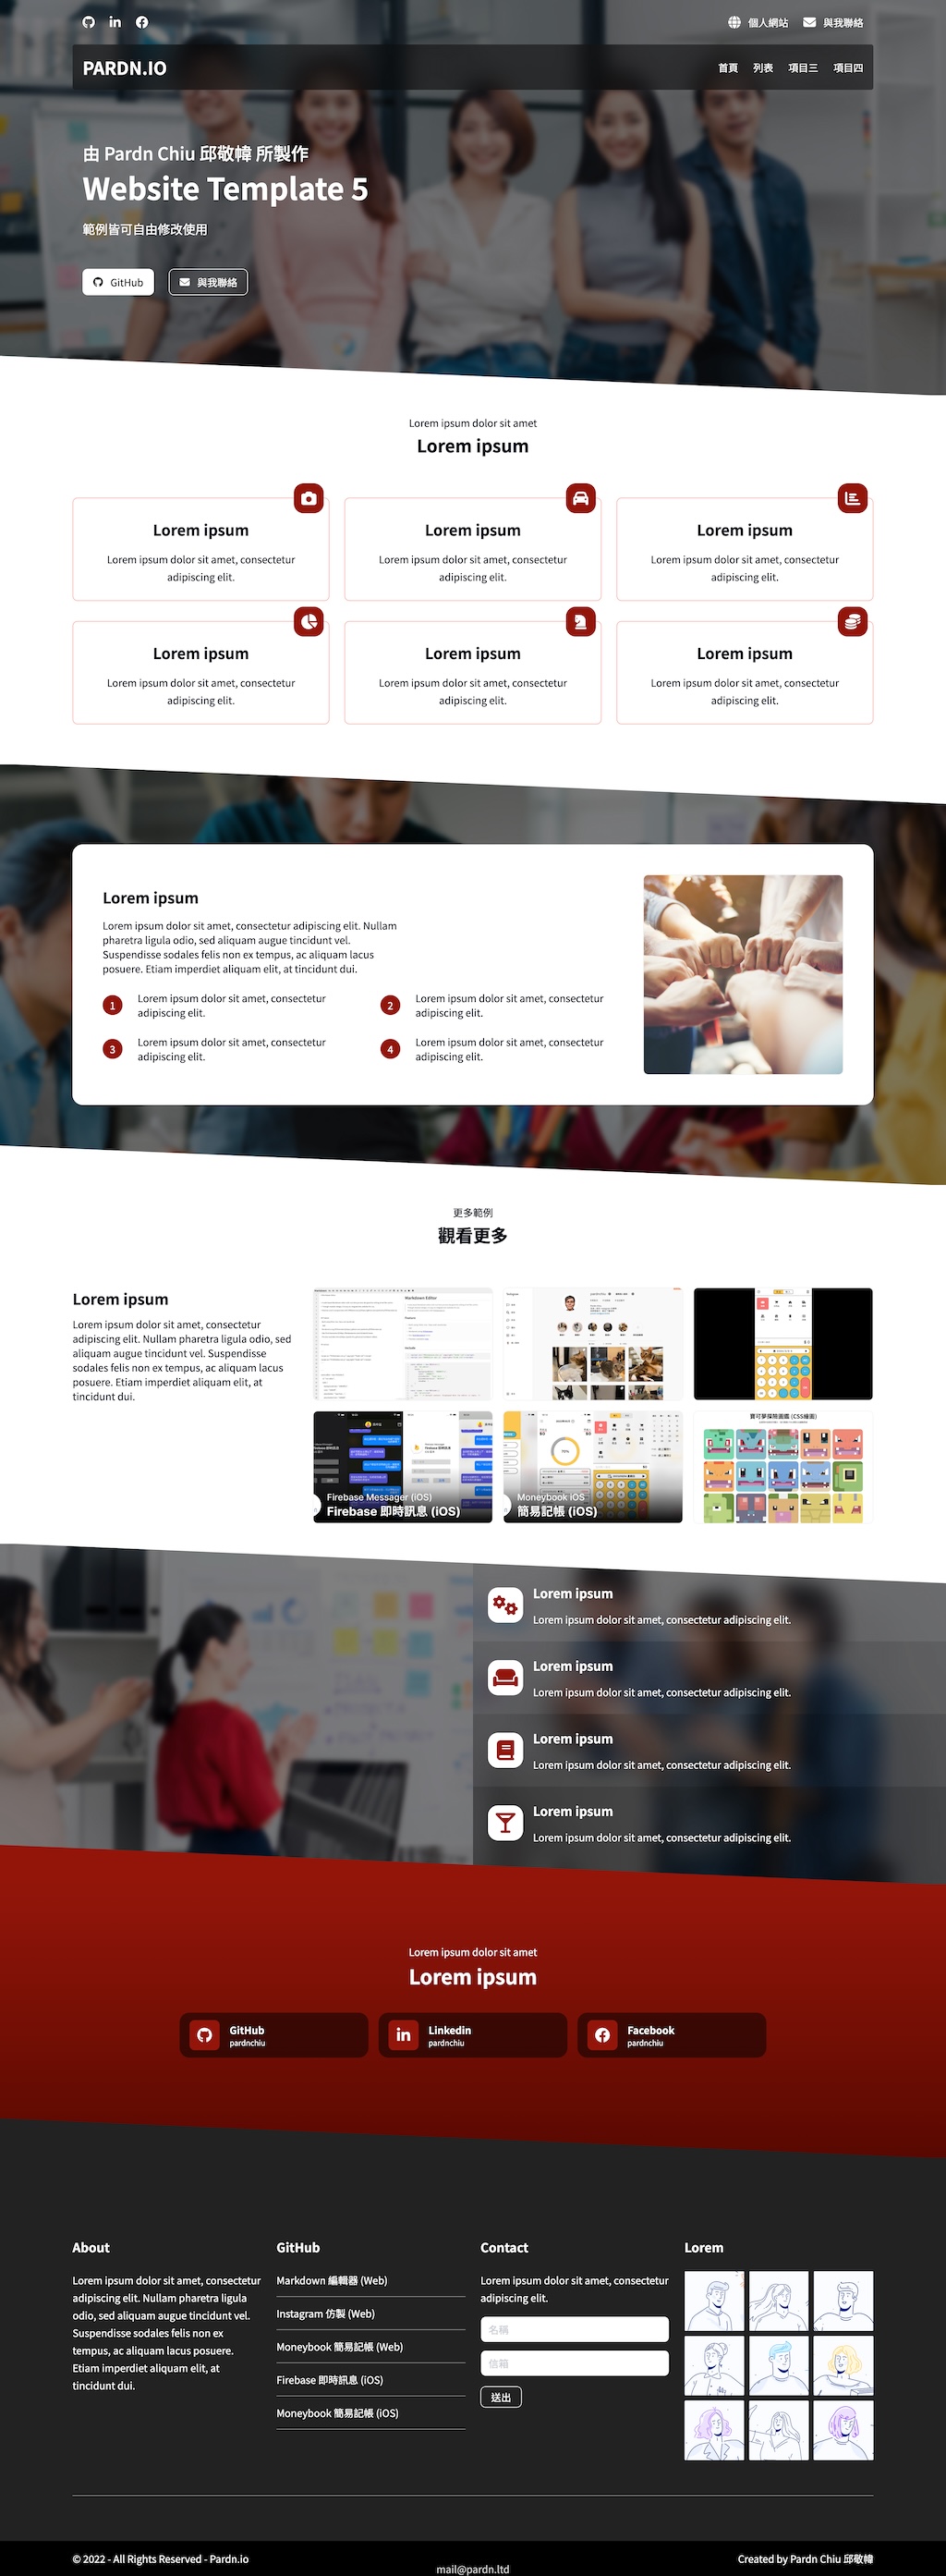 個人網站 與我聯絡
PARDN.IO
首頁 列表 項目三 項目四
由 Pardn Chiu 邱敬幃 所製作
Website Template 5
範例皆可自由修改使用
GitHub 與我聯絡
Lorem ipsum dolor sit amet
Lorem ipsum
Lorem ipsum
Lorem ipsum dolor sit amet, consectetur
adipiscing elit.
Lorem ipsum
Lorem ipsum dolor sit amet, consectetur
adipiscing elit.
Lorem ipsum
Lorem ipsum dolor sit amet, consectetur
adipiscing elit.
Lorem ipsum
Lorem ipsum dolor sit amet, consectetur
adipiscing elit.
Lorem ipsum
Lorem ipsum dolor sit amet, consectetur
adipiscing elit.
Lorem ipsum
Lorem ipsum dolor sit amet, consectetur
adipiscing elit.
Lorem ipsum
Lorem ipsum dolor sit amet, consectetur adipiscing elit. Nullam
pharetra ligula odio, sed aliquam augue tincidunt vel.
Suspendisse sodales felis non ex tempus, ac aliquam lacus
posuere. Etiam imperdiet aliquam elit, at tincidunt dui.
1
Lorem ipsum dolor sit amet, consectetur
adipiscing elit.
2
Lorem ipsum dolor sit amet, consectetur
adipiscing elit.
3
Lorem ipsum dolor sit amet, consectetur
adipiscing elit.
4
Lorem ipsum dolor sit amet, consectetur
adipiscing elit.
更多範例
觀看更多
Lorem ipsum
Lorem ipsum dolor sit amet, consectetur
adipiscing elit. Nullam pharetra ligula odio, sed
aliquam augue tincidunt vel. Suspendisse
sodales felis non ex tempus, ac aliquam lacus
posuere. Etiam imperdiet aliquam elit, at
tincidunt dui.
Markdown Editor
Firebase Messager (iOS)
Firebase 即時訊息 (iOS)
Moneybook iOS
簡易記帳 (iOS)
寶可夢探險圖鑑 (CSS繪圖)
Lorem ipsum
Lorem ipsum dolor sit amet, consectetur adipiscing elit.
Lorem ipsum
Lorem ipsum dolor sit amet, consectetur adipiscing elit.
Lorem ipsum
Lorem ipsum dolor sit amet, consectetur adipiscing elit.
Lorem ipsum
Lorem ipsum dolor sit amet, consectetur adipiscing elit.
Lorem ipsum dolor sit amet
Lorem ipsum
GitHub
pardnchiu
Linkedin
pardnchiu
Facebook
pardnchiu
About
Lorem ipsum dolor sit amet, consectetur
adipiscing elit. Nullam pharetra ligula
odio, sed aliquam augue tincidunt vel.
Suspendisse sodales felis non ex
tempus, ac aliquam lacus posuere.
Etiam imperdiet aliquam elit, at
tincidunt dui.
GitHub
Markdown 編輯器 (Web)
Instagram 仿製 (Web)
Moneybook 簡易記帳 (Web)
Firebase 即時訊息 (iOS)
Moneybook 簡易記帳 (iOS)
Contact
Lorem ipsum dolor sit amet, consectetur
adipiscing elit.
名稱
信箱
送出
Lorem
© 2022 - All Rights Reserved - Pardn.io
mail@pardn.ltd
Created by Pardn Chiu 邱敬幃